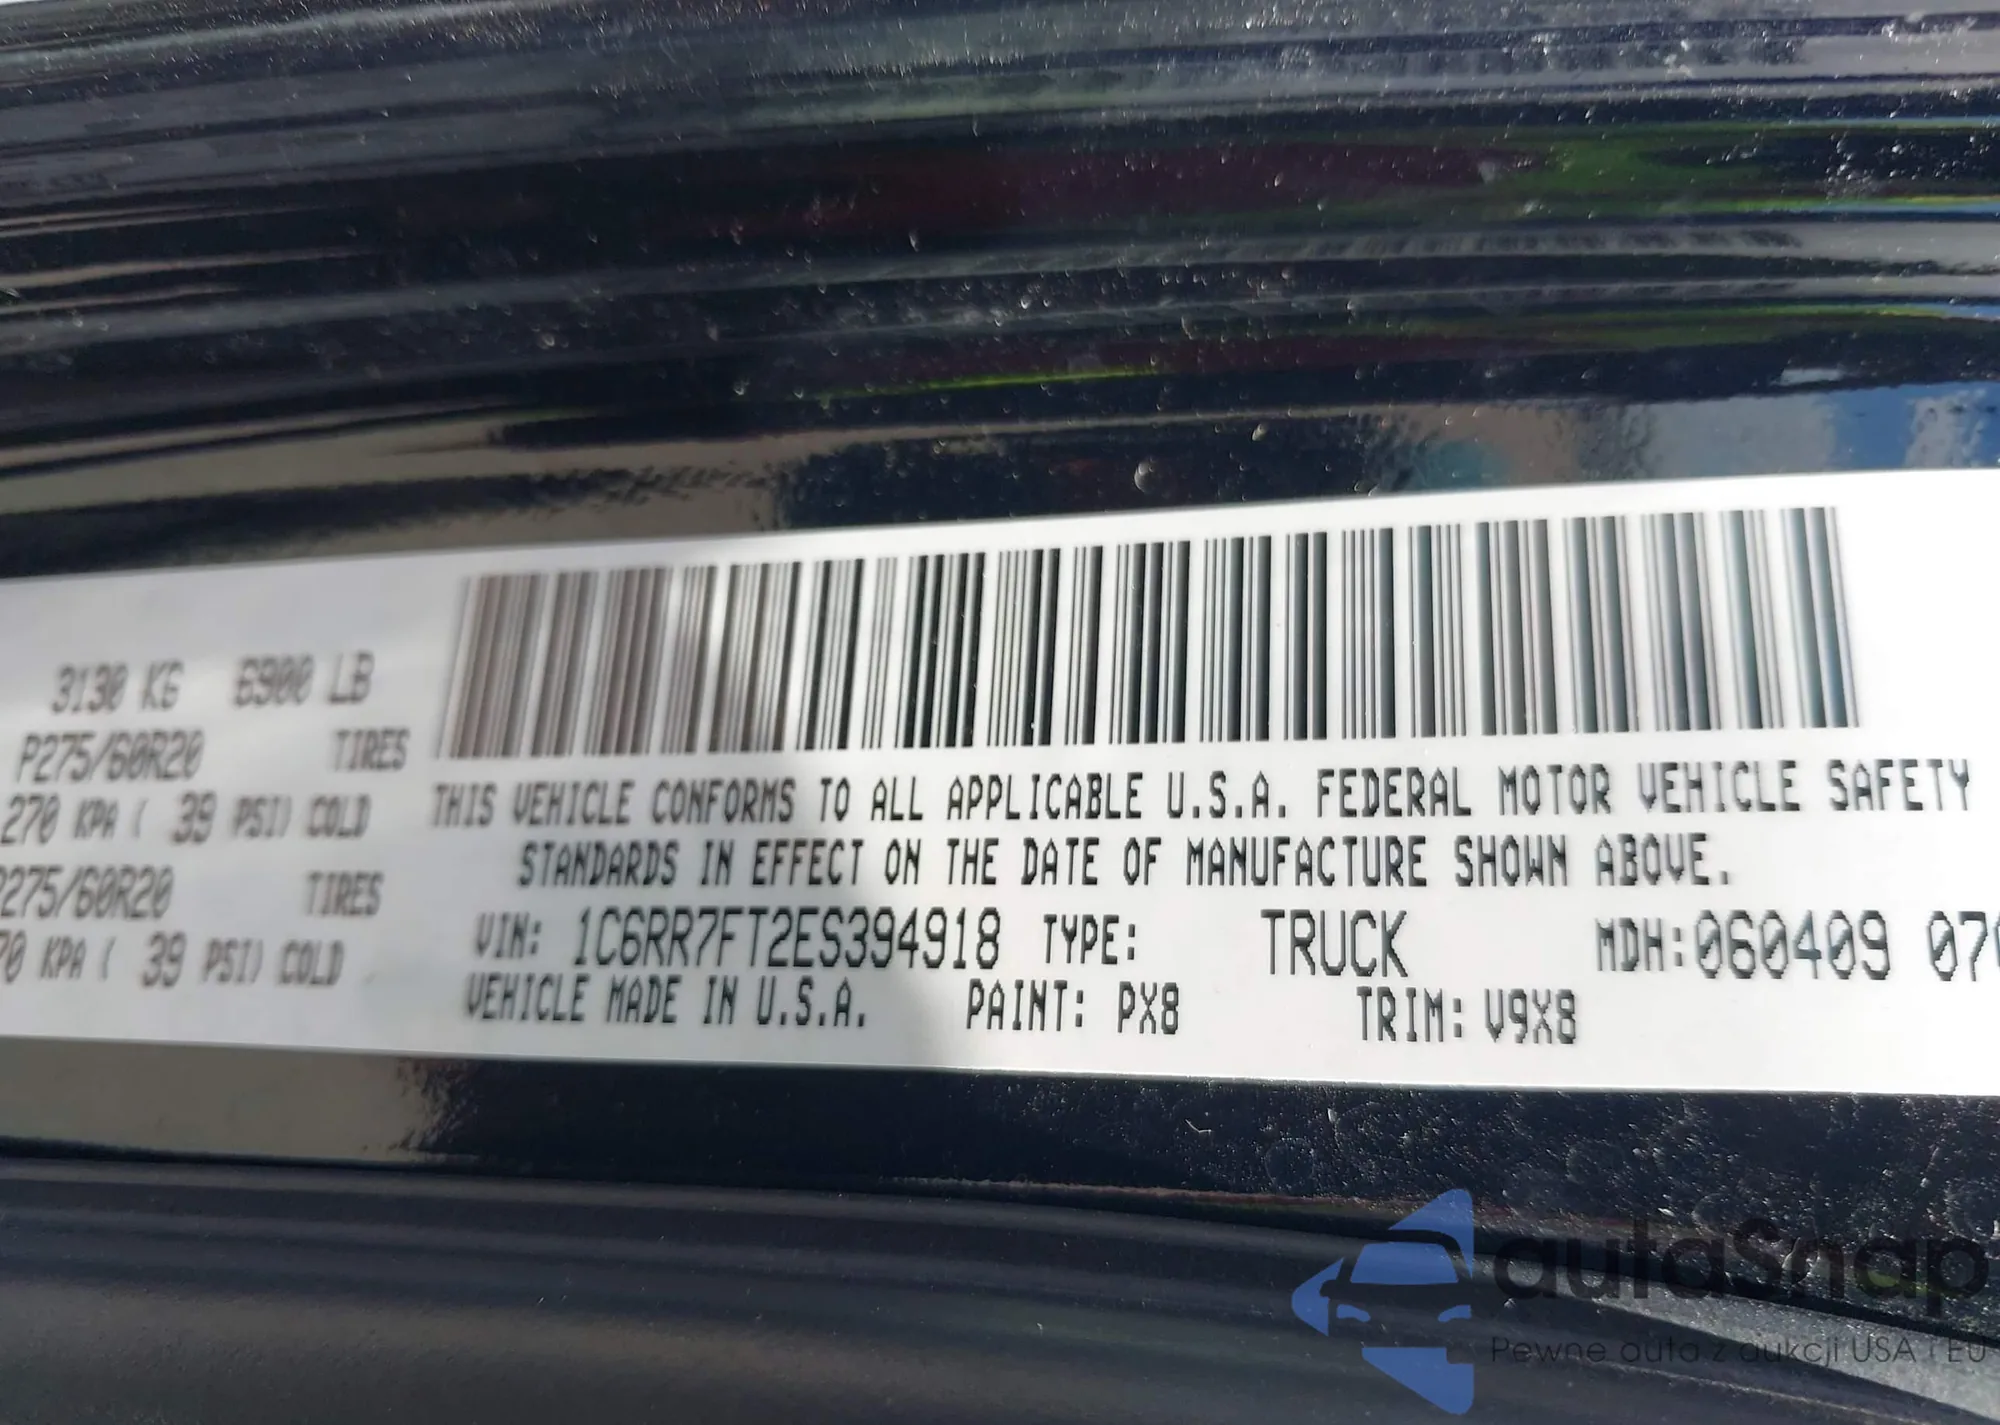 3130 KG 6900 LB
P275/60R20 TIRES
270 KPA ( 39 PSI) COLD
P275/60R20 TIRES
70 KPA ( 39 PSI) COLD
THIS VEHICLE CONFORMS TO ALL APPLICABLE U.S.A. FEDERAL MOTOR VEHICLE SAFETY
STANDARDS IN EFFECT ON THE DATE OF MANUFACTURE SHOWN ABOVE.
VIN: 1C6RR7FT2ES394918 TYPE: TRUCK MDH:060409 070
VEHICLE MADE IN U.S.A. PAINT: PX8 TRIM: V9X8
autaSnap
Pewne auta z aukcji USA i EU